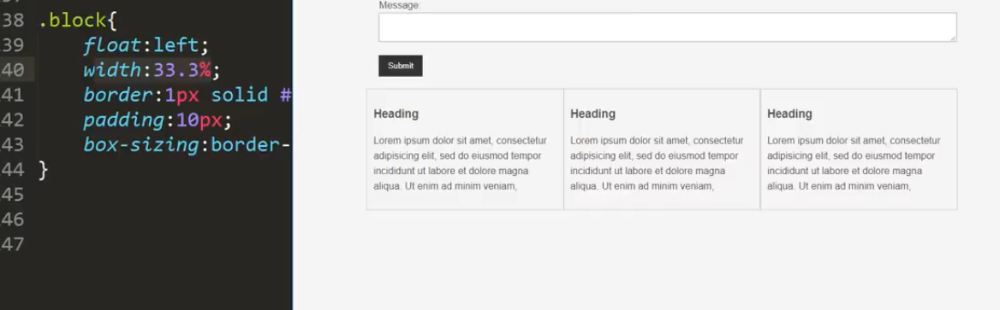 38 .block{
39 float:left;
40 width:33.3%;
41 border:1px solid #
42 padding:10px;
43 box-sizing:border-
44 }
45
46
47
Message:
Submit
Heading
Lorem ipsum dolor sit amet, consectetur
adipisicing elit, sed do eiusmod tempor
incididunt ut labore et dolore magna
aliqua. Ut enim ad minim veniam,
Heading
Lorem ipsum dolor sit amet, consectetur
adipisicing elit, sed do eiusmod tempor
incididunt ut labore et dolore magna
aliqua. Ut enim ad minim veniam,
Heading
Lorem ipsum dolor sit amet, consectetur
adipisicing elit, sed do eiusmod tempor
incididunt ut labore et dolore magna
aliqua. Ut enim ad minim veniam,